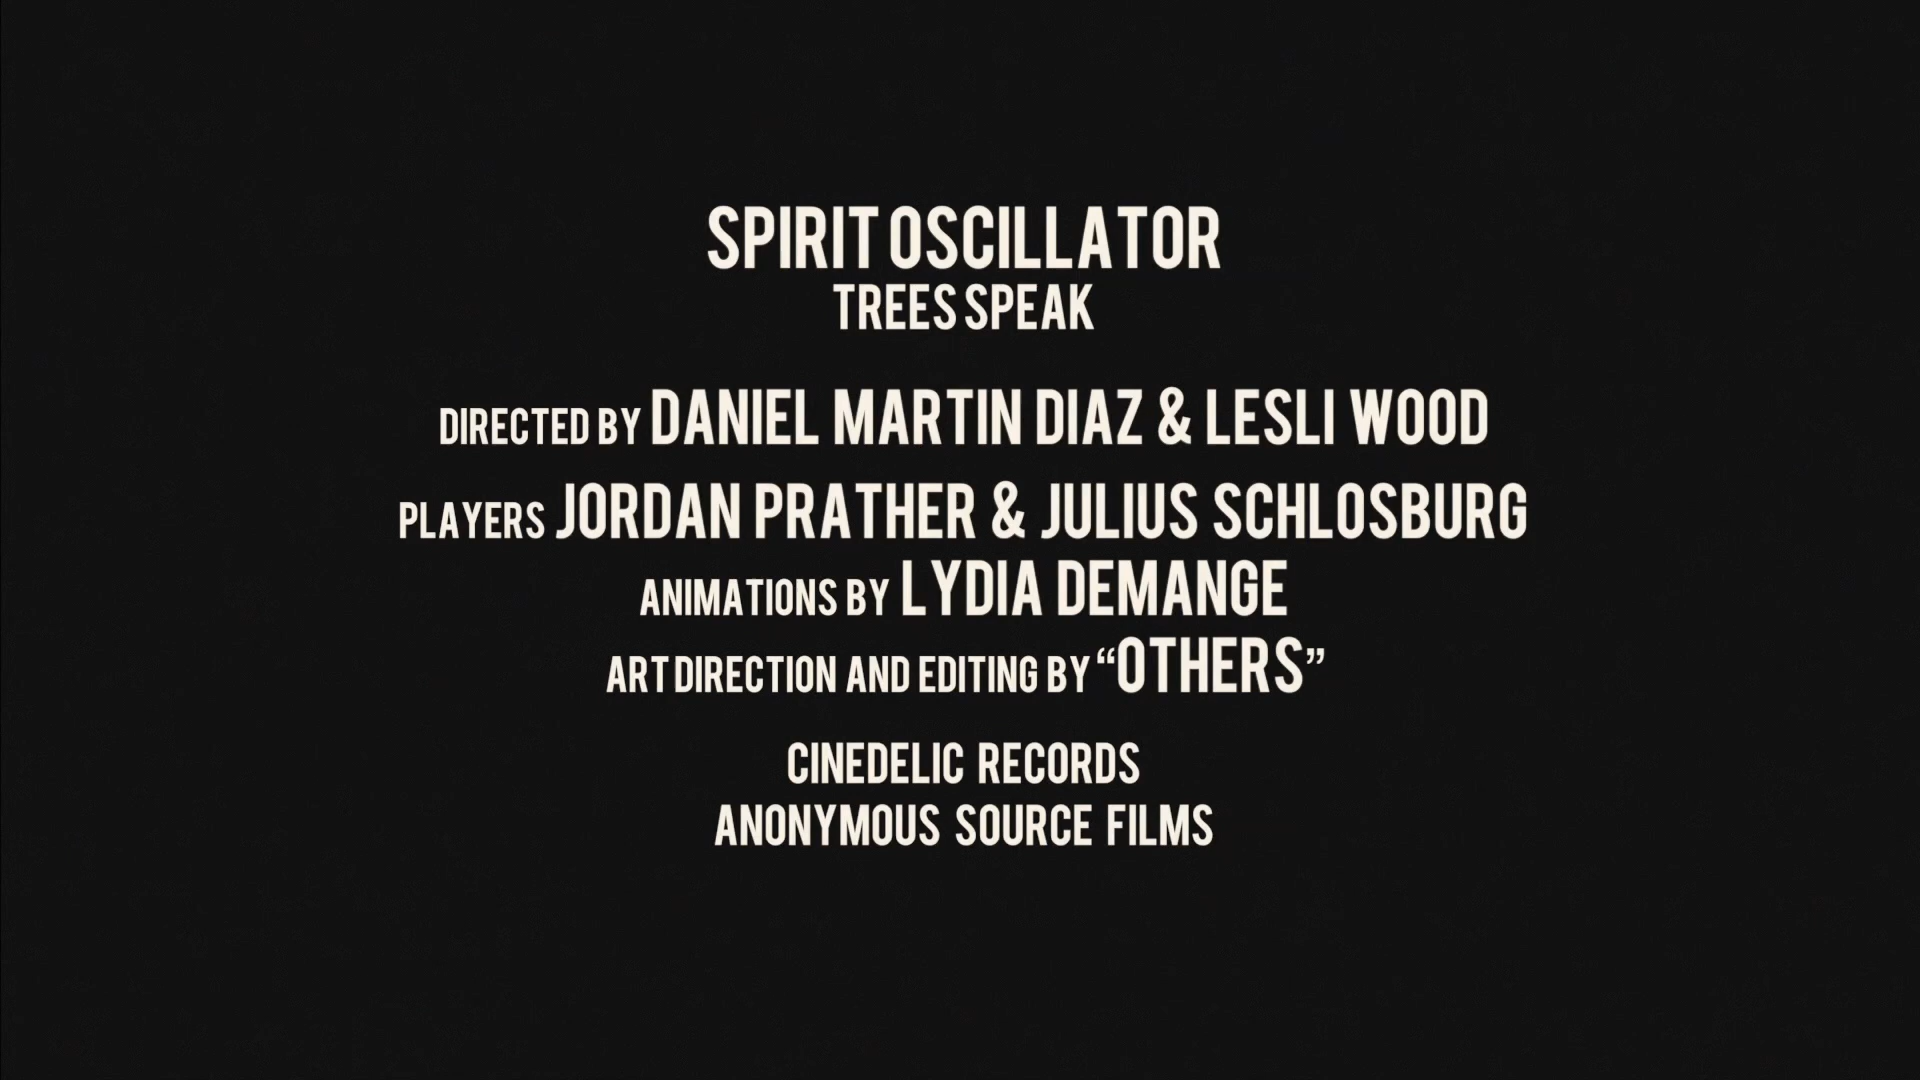 SPIRIT OSCILLATOR
TREES SPEAK
DIRECTED BY DANIEL MARTIN DIAZ & LESLI WOOD
PLAYERS JORDAN PRATHER & JULIUS SCHLOSBURG
ANIMATIONS BY LYDIA DEMANGE
ART DIRECTION AND EDITING BY “OTHERS”
CINEDELIC RECORDS
ANONYMOUS SOURCE FILMS